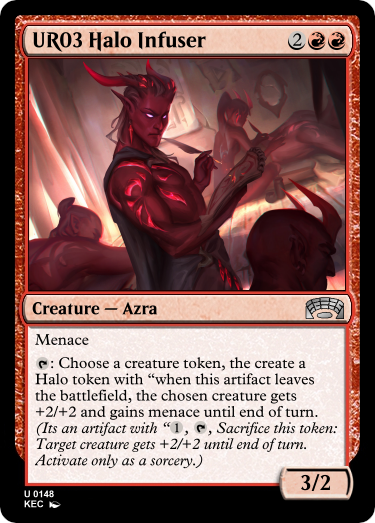 UR03 Halo Infuser 2
Creature — Azra
Menace
: Choose a creature token, the create a
Halo token with “when this artifact leaves
the battlefield, the chosen creature gets
+2/+2 and gains menace until end of turn.
(Its an artifact with “1, , Sacrifice this token:
Target creature gets +2/+2 until end of turn.
Activate only as a sorcery.)
3/2
U 0148
KEC